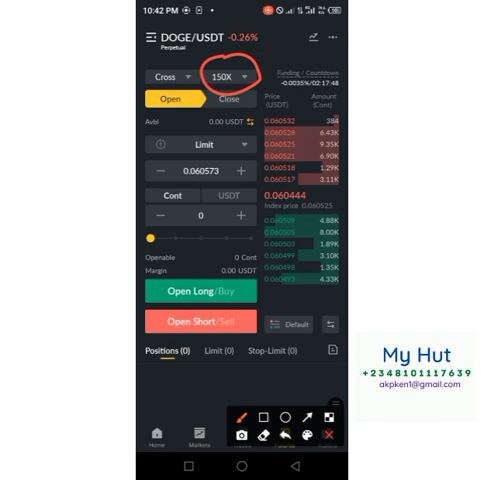 10:42 PM
DOGE/USDT -0.26%
Perpetual
Cross 150X
Funding / Countdown
-0.0035%/02:17:48
Open Close
Price Amount
(USDT) (Cont)
Avbl 0.00 USDT
0.060532 384
0.060528 6.43K
Limit
0.060525 9.35K
0.060521 6.90K
0.060573
0.060518 1.29K
0.060517 3.11K
Cont USDT
0.060444
Index price 0.060525
0
0.060509 4.88K
0.060505 8.00K
0.060503 1.89K
Openable 0 Cont
0.060499 3.10K
Margin 0.00 USDT
0.060498 1.35K
0.060493 4.33K
Open Long/Buy
Open Short/Sell
Default
Positions (0) Limit (0) Stop-Limit (0)
Home Markets
My Hut
+2348101117639
akpken1@gmail.com